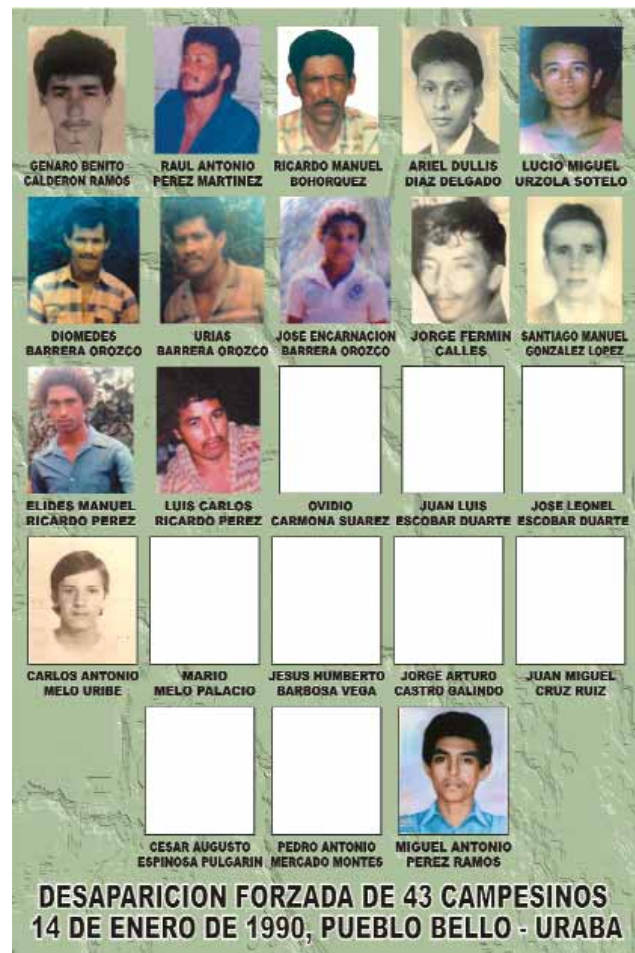 GENARO BENITO
CALDERON RAMOS
RAUL ANTONIO
PEREZ MARTINEZ
RICARDO MANUEL
BOHORQUEZ
ARIEL DULLIS
DIAZ DELGADO
LUCIO MIGUEL
URZOLA SOTELO
DIOMEDES
BARRERA OROZCO
URIAS
BARRERA OROZCO
JOSE ENCARNACION
BARRERA OROZCO
JORGE FERMIN
CALLES
SANTIAGO MANUEL
GONZALEZ LOPEZ
ELIDES MANUEL
RICARDO PEREZ
LUIS CARLOS
RICARDO PEREZ
OVIDIO
CARMONA SUAREZ
JUAN LUIS
ESCOBAR DUARTE
JOSE LEONEL
ESCOBAR DUARTE
CARLOS ANTONIO
MELO URIBE
MARIO
MELO PALACIO
JESUS HUMBERTO
BARBOSA VEGA
JORGE ARTURO
CASTRO GALINDO
JUAN MIGUEL
CRUZ RUIZ
CESAR AUGUSTO
ESPINOSA PULGARIN
PEDRO ANTONIO
MERCADO MONTES
MIGUEL ANTONIO
PEREZ RAMOS
DESAPARICION FORZADA DE 43 CAMPESINOS
14 DE ENERO DE 1990, PUEBLO BELLO - URABA